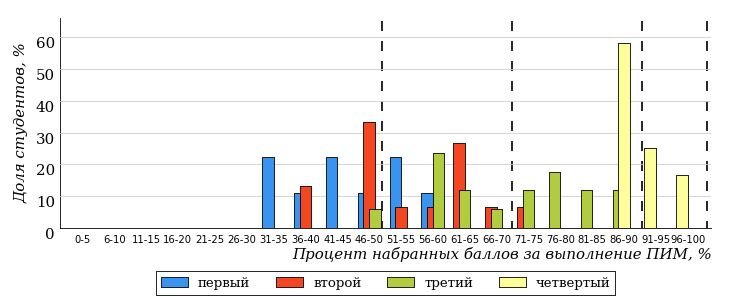 Доля студентов, %
60
50
40
30
20
10
0
0-5 6-10 11-15 16-20 21-25 26-30 31-35 36-40 41-45 46-50 51-55 56-60 61-65 66-70 71-75 76-80 81-85 86-90 91-95 96-100
Процент набранных баллов за выполнение ПИМ, %
первый второй третий четвертый